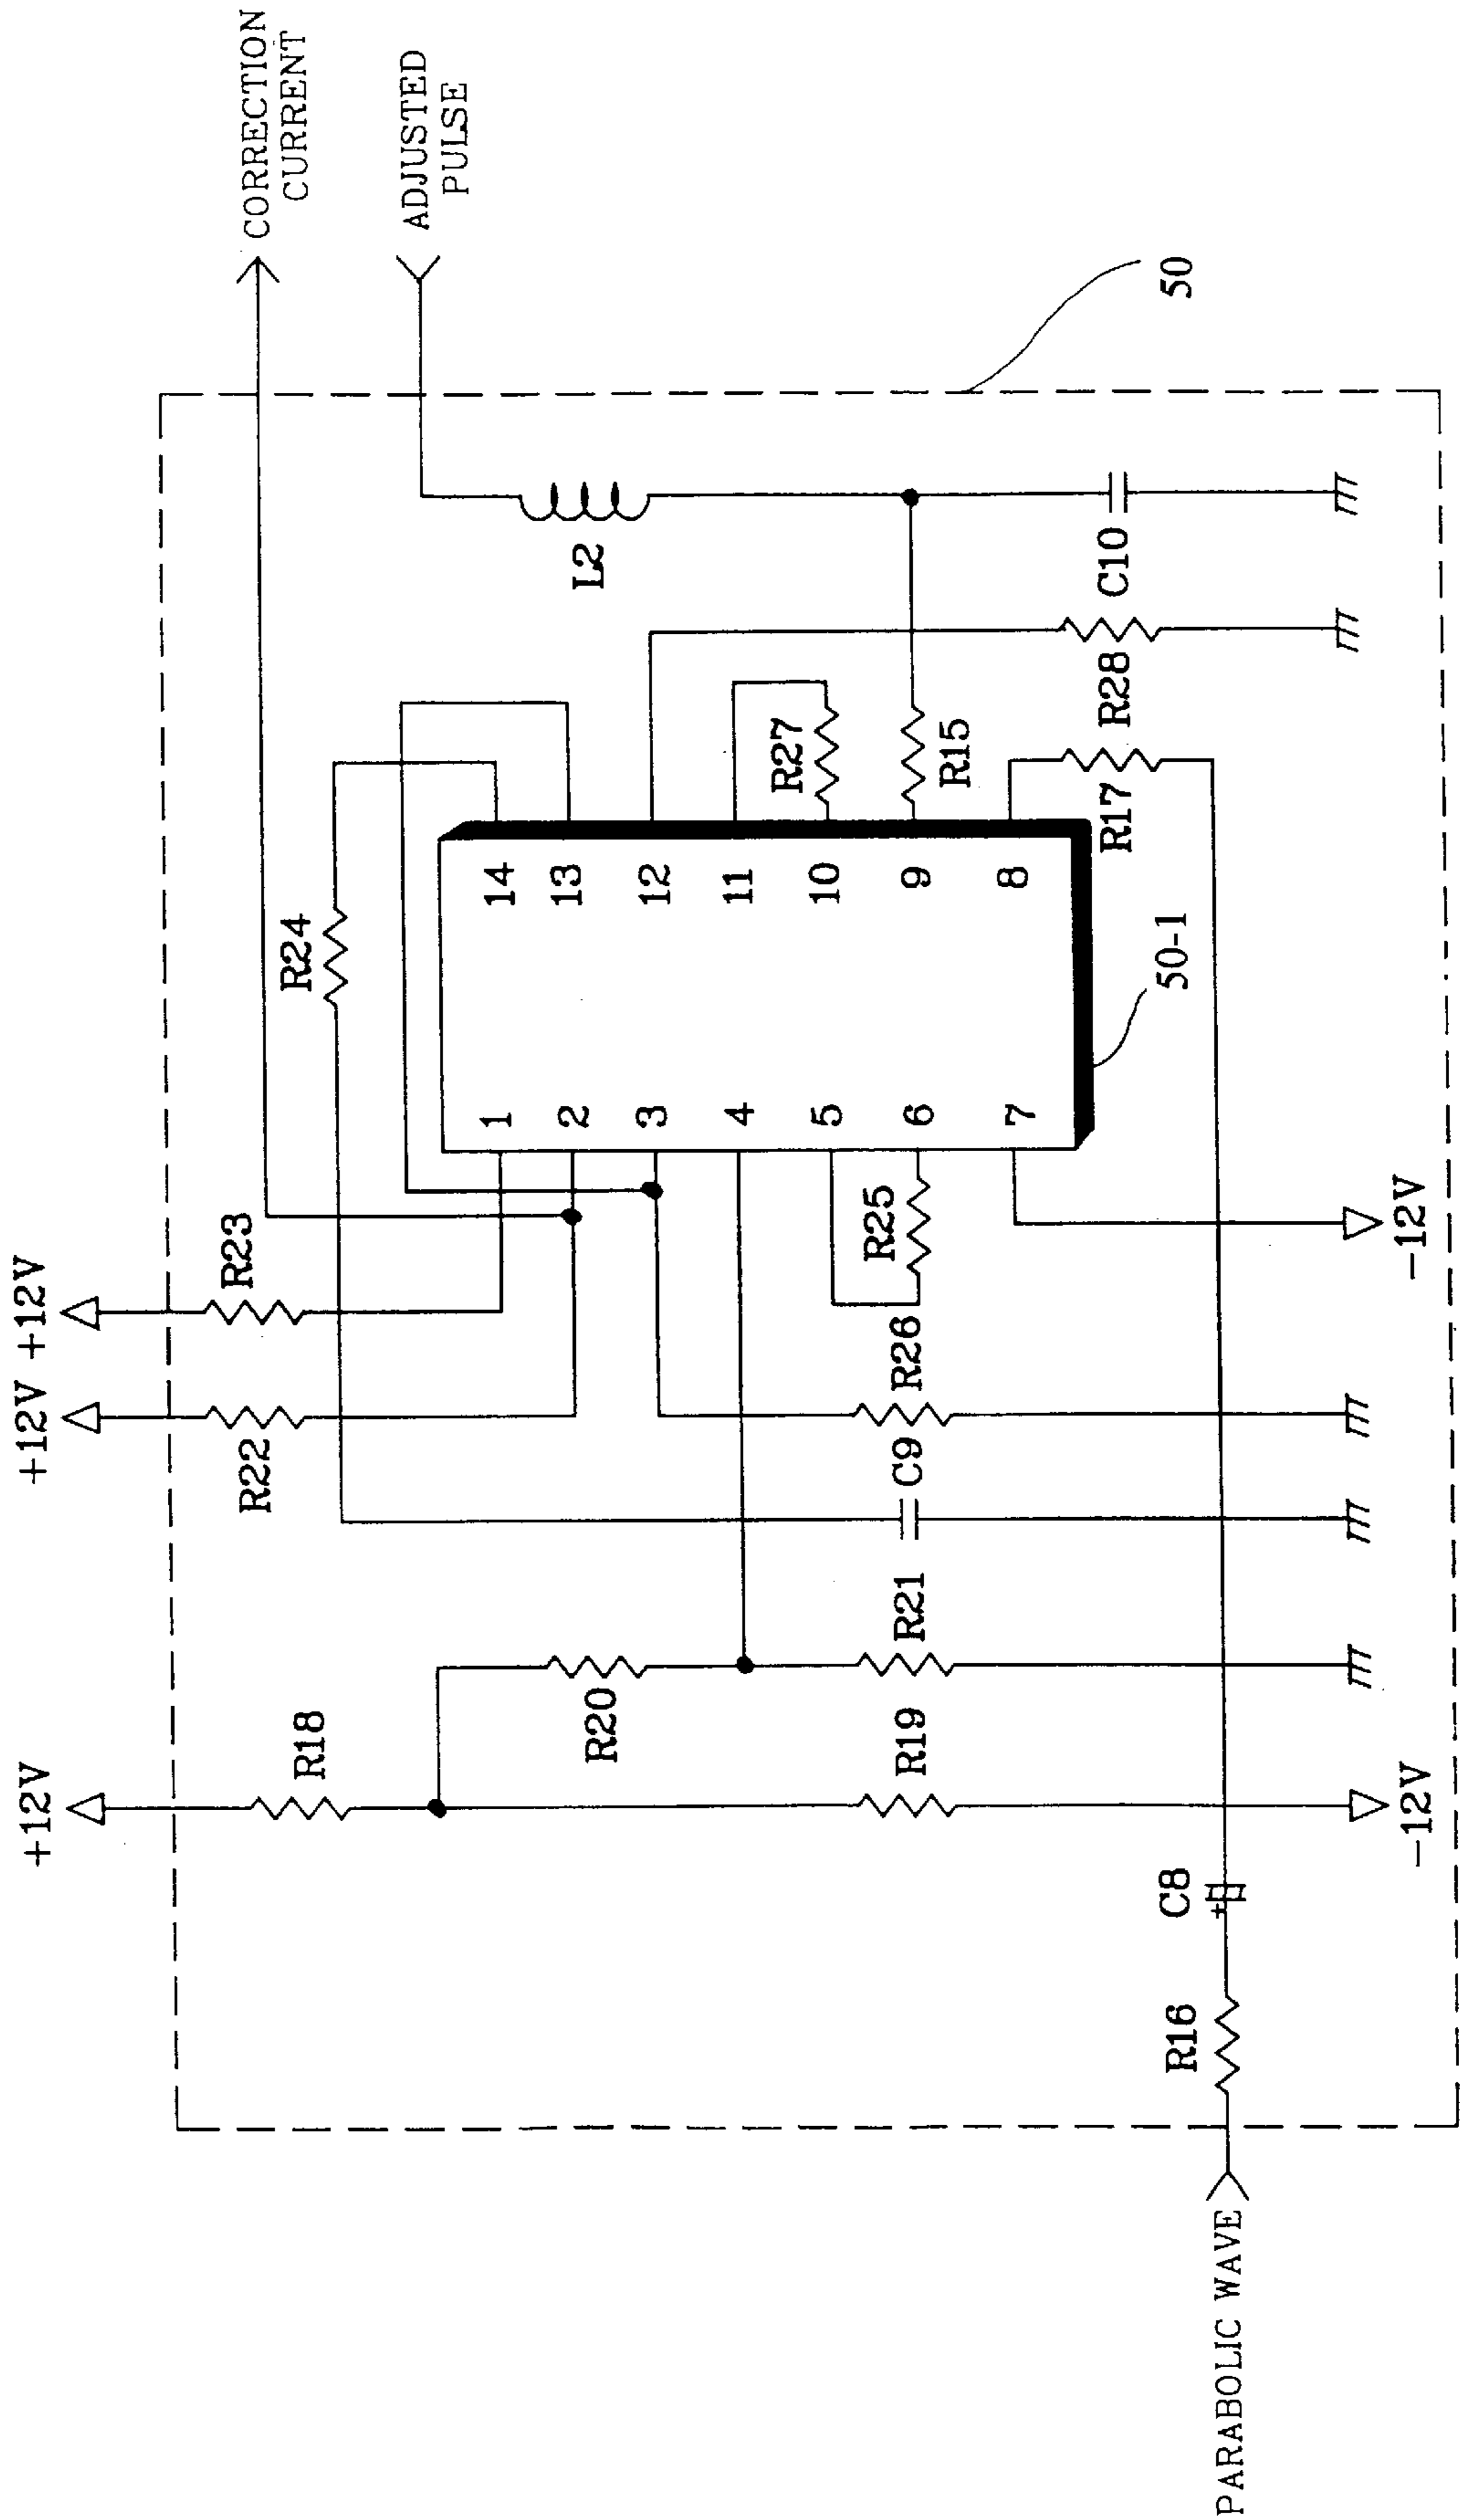 CORRECTION
CURRENT
ADJUSTED
PULSE
50
L2
C10
R28
R27
R15
R17
R24
14
13
12
11
10
9
8
50-1
1
2
3
4
5
6
7
R23
+12V
+12V
R22
R25
R26
-12V
C9
R21
R20
R18
R19
+12V
-12V
C8
R16
PARABOLIC WAVE